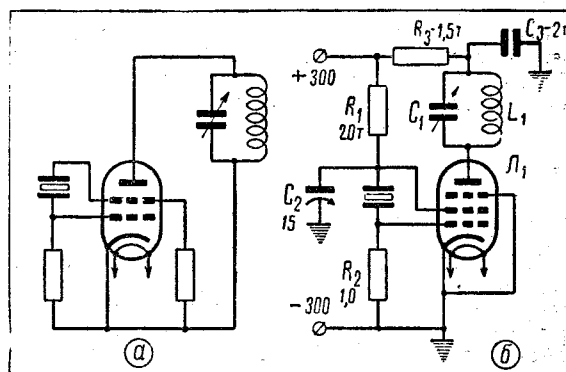 R₃-1,5т
C₃-2т
+300
R₁
20т
C₁
L₁
Л₁
C₂
15
R₂
1,0
-300
а
б